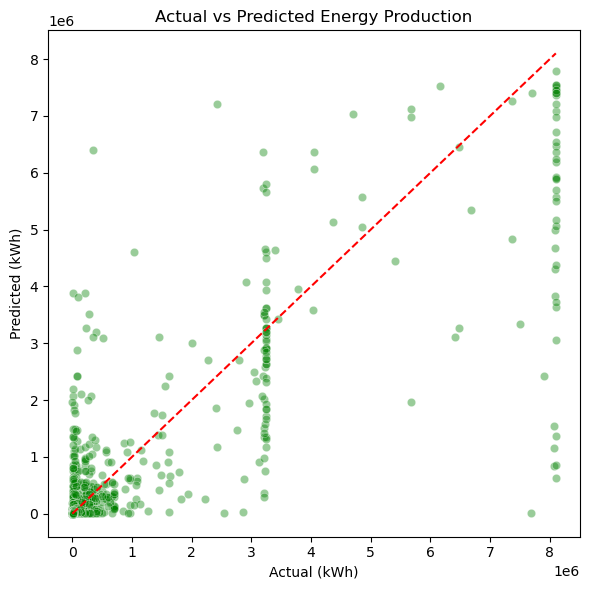 Actual vs Predicted Energy Production
1e6
8
7
6
5
4
3
2
1
0
Predicted (kWh)
0 1 2 3 4 5 6 7 8
1e6
Actual (kWh)